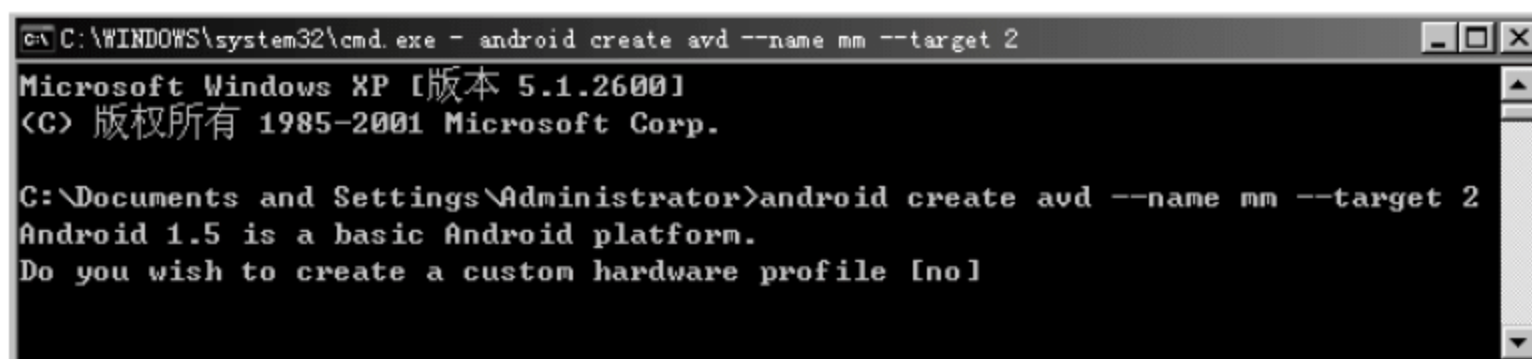 C:\WINDOWS\system32\cmd.exe - android create avd --name mm --target 2
Microsoft Windows XP [版本 5.1.2600]
(C) 版权所有 1985-2001 Microsoft Corp.
C:\Documents and Settings\Administrator>android create avd --name mm --target 2
Android 1.5 is a basic Android platform.
Do you wish to create a custom hardware profile [no]